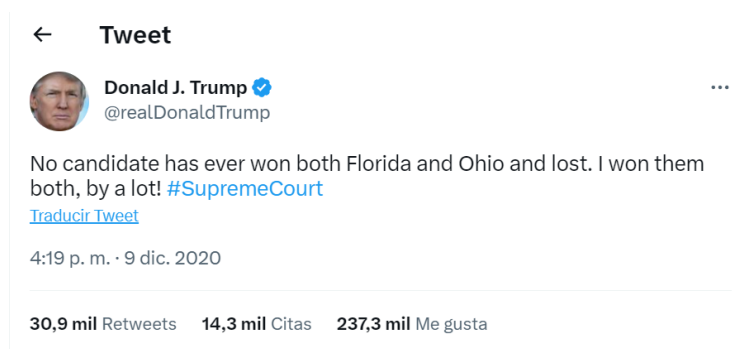 Tweet
Donald J. Trump
@realDonaldTrump
No candidate has ever won both Florida and Ohio and lost. I won them
both, by a lot! #SupremeCourt
Traducir Tweet
4:19 p. m. · 9 dic. 2020
30,9 mil Retweets 14,3 mil Citas 237,3 mil Me gusta